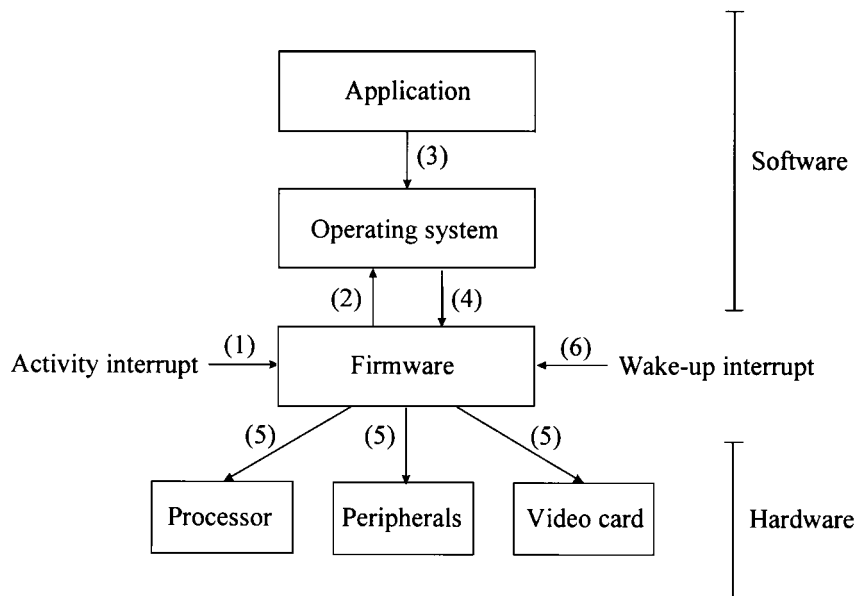 Application
(3)
Software
Operating system
(2)
(4)
Activity interrupt
(1)
Firmware
(6)
Wake-up interrupt
(5)
(5)
(5)
Processor
Peripherals
Video card
Hardware